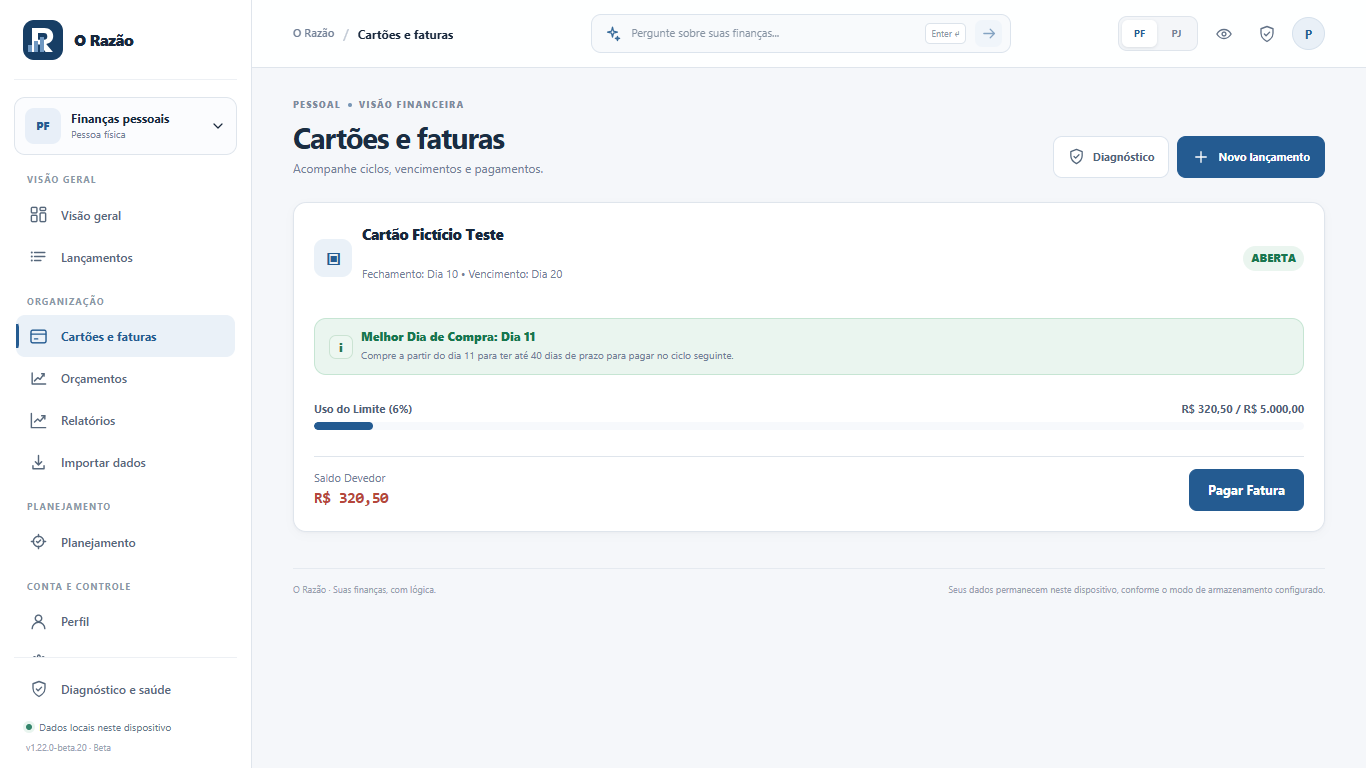 O Razão
PF
Finanças pessoais
Pessoa física
VISÃO GERAL
Visão geral
Lançamentos
ORGANIZAÇÃO
Cartões e faturas
Orçamentos
Relatórios
Importar dados
PLANEJAMENTO
Planejamento
CONTA E CONTROLE
Perfil
Diagnóstico e saúde
Dados locais neste dispositivo
v1.22.0-beta.20 · Beta
O Razão / Cartões e faturas
Pergunte sobre suas finanças...
Enter ↲
PF PJ
P
PESSOAL • VISÃO FINANCEIRA
Cartões e faturas
Acompanhe ciclos, vencimentos e pagamentos.
Diagnóstico
Novo lançamento
Cartão Fictício Teste
Fechamento: Dia 10 • Vencimento: Dia 20
ABERTA
i
Melhor Dia de Compra: Dia 11
Compre a partir do dia 11 para ter até 40 dias de prazo para pagar no ciclo seguinte.
Uso do Limite (6%)
R$ 320,50 / R$ 5.000,00
Saldo Devedor
R$ 320,50
Pagar Fatura
O Razão · Suas finanças, com lógica.
Seus dados permanecem neste dispositivo, conforme o modo de armazenamento configurado.